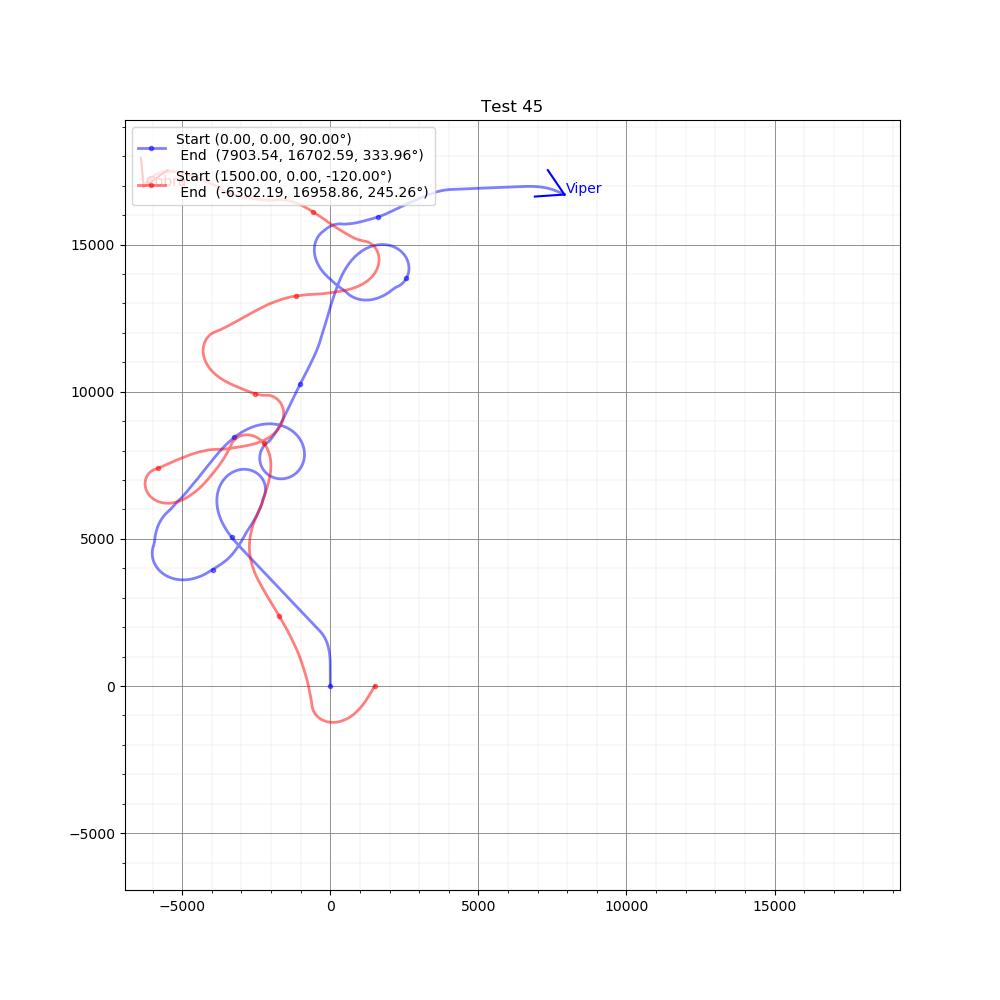 Test 45
Start (0.00, 0.00, 90.00°)
End  (7903.54, 16702.59, 333.96°)
Start (1500.00, 0.00, -120.00°)
End  (-6302.19, 16958.86, 245.26°)
Cobra
Viper
15000
10000
5000
0
−5000
−5000
0
5000
10000
15000